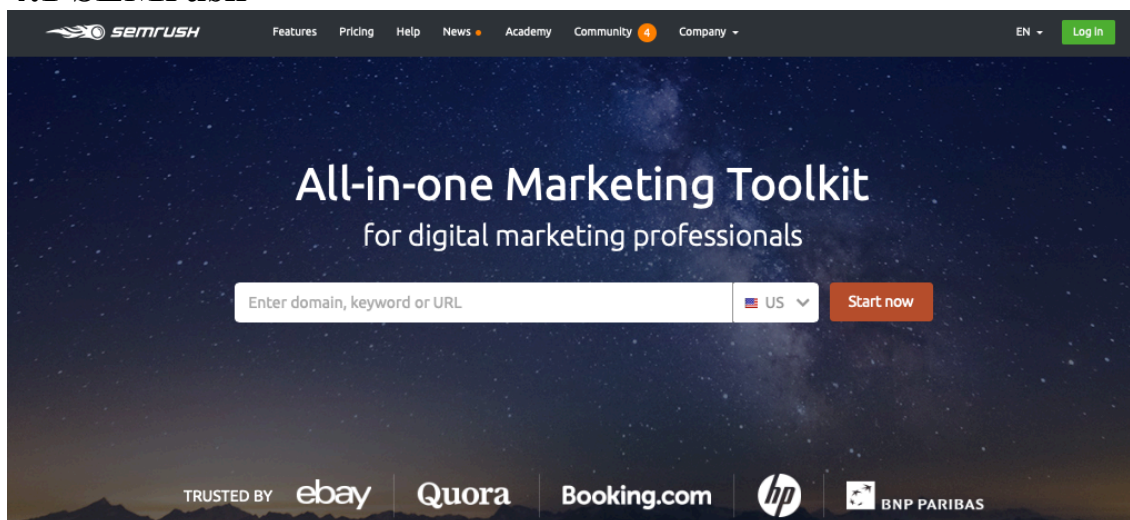 semrush Features Pricing Help News Academy Community 4 Company EN Log in
All-in-one Marketing Toolkit
for digital marketing professionals
Enter domain, keyword or URL US Start now
TRUSTED BY ebay Quora Booking.com hp BNP PARIBAS